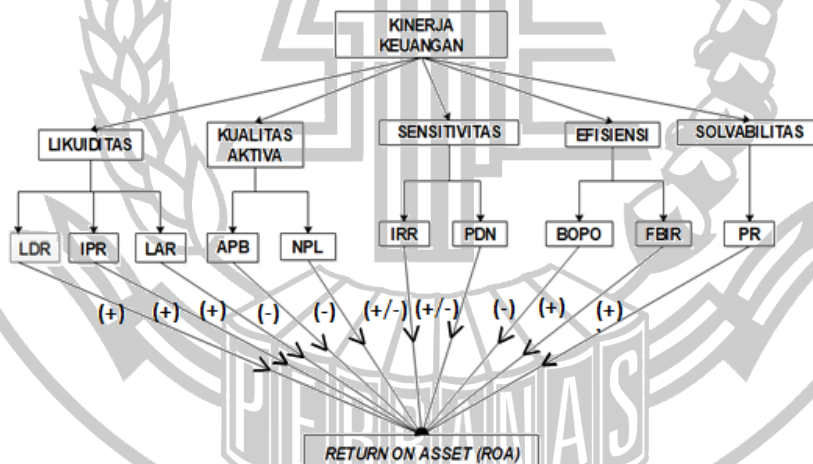 KINERJA
KEUANGAN
LIKUIDITAS
KUALITAS
AKTIVA
SENSITIVITAS
EFISIENSI
SOLVABILITAS
LDR
IPR
LAR
APB
NPL
IRR
PDN
BOPO
FBIR
PR
(+)
(+)
(+)
(-)
(-)
(+/-)
(+/-)
(-)
(+)
(+)
PERBANAS
RETURN ON ASSET (ROA)